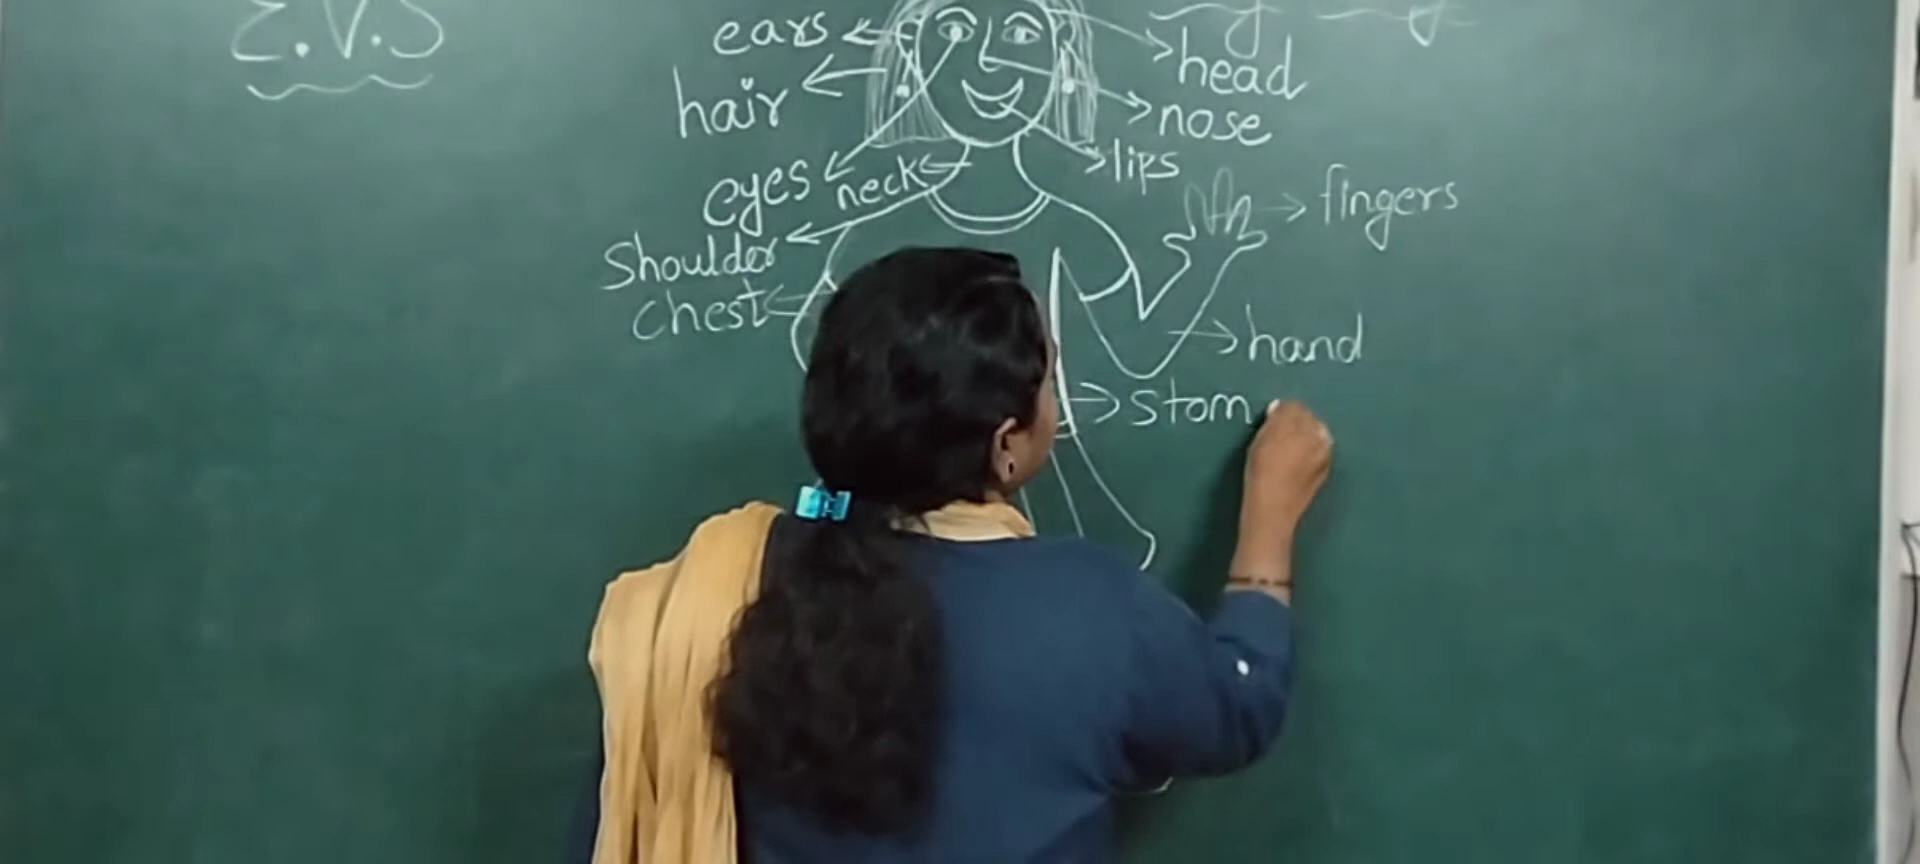 E.V.S
ears
head
hair
nose
eyes
neck
lips
fingers
Shoulder
chest
hand
stom